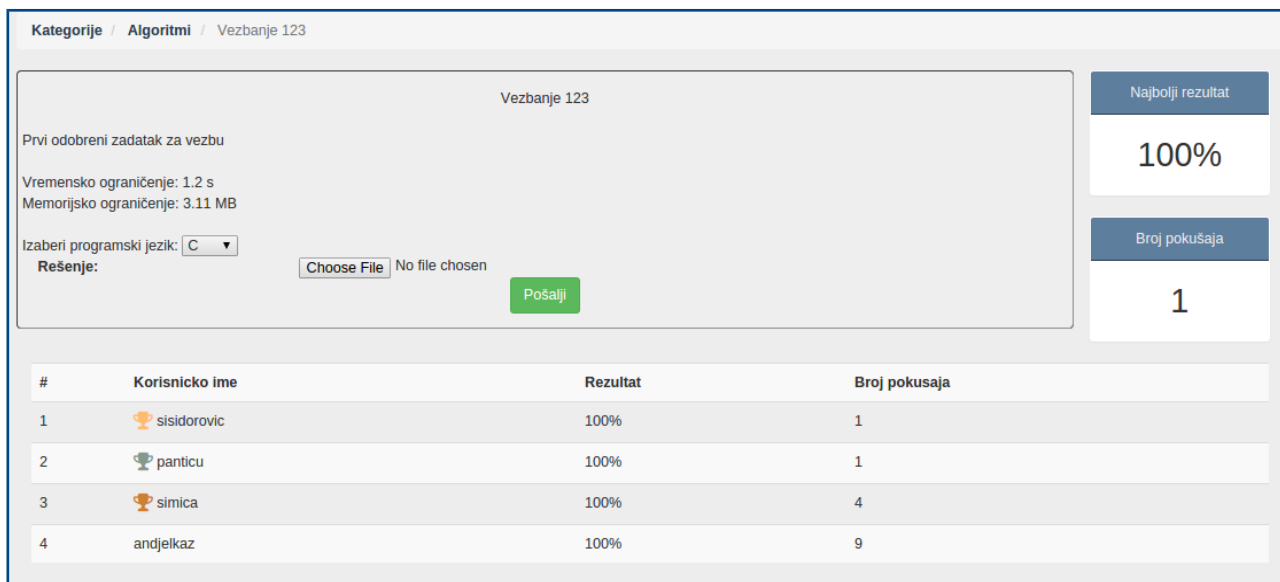 Kategorije / Algoritmi / Vezbanje 123
Vezbanje 123
Prvi odobreni zadatak za vezbu
Vremensko ograničenje: 1.2 s
Memorijsko ograničenje: 3.11 MB
Izaberi programski jezik: C
Rešenje: Choose File No file chosen
Pošalji
Najbolji rezultat
100%
Broj pokušaja
1
# Korisnicko ime Rezultat Broj pokusaja
1 sisidorovic 100% 1
2 panticu 100% 1
3 simica 100% 4
4 andjelkaz 100% 9